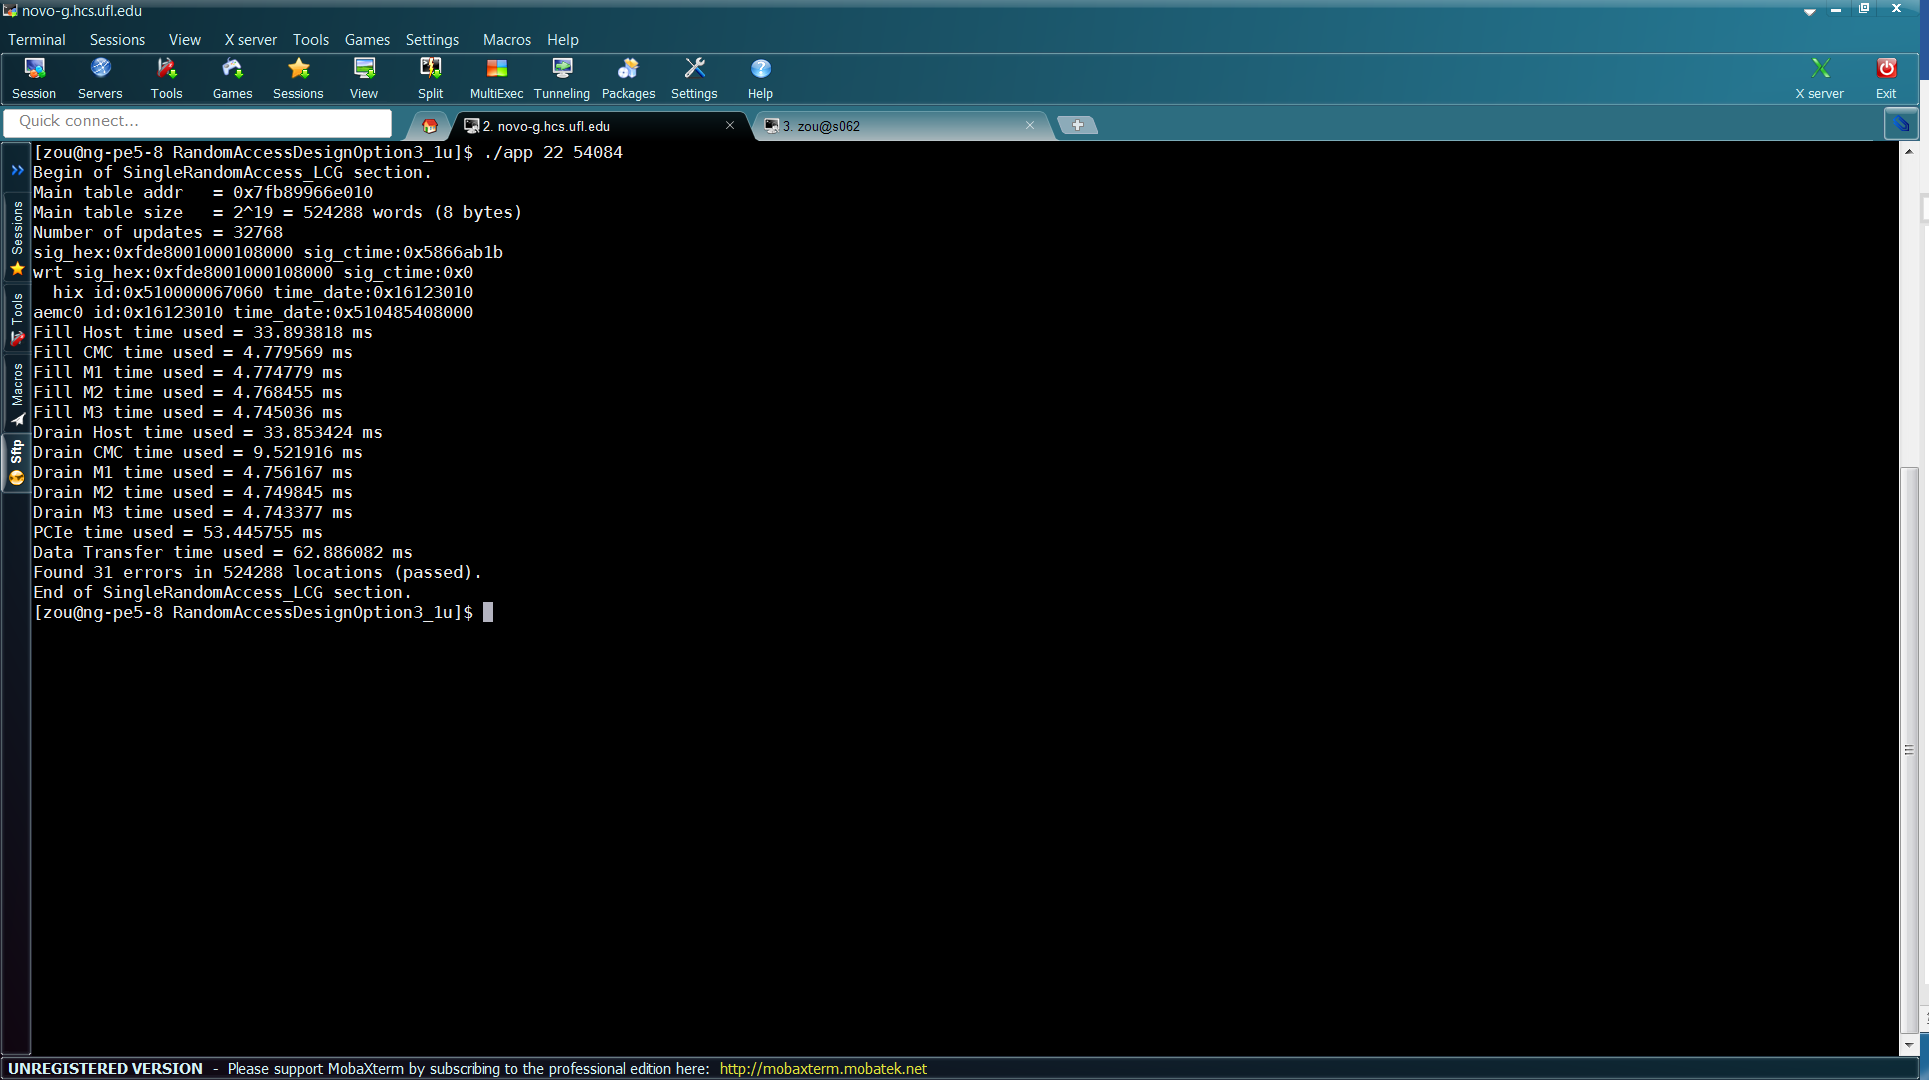 novo-g.hcs.ufl.edu
Terminal Sessions View X server Tools Games Settings Macros Help
Session Servers Tools Games Sessions View Split MultiExec Tunneling Packages Settings Help X server Exit
Quick connect... 2. novo-g.hcs.ufl.edu 3. zou@s062
Sessions
Tools
Macros
Sftp
[zou@ng-pe5-8 RandomAccessDesignOption3_1u]$ ./app 22 54084
Begin of SingleRandomAccess_LCG section.
Main table addr   = 0x7fb89966e010
Main table size   = 2^19 = 524288 words (8 bytes)
Number of updates = 32768
sig_hex:0xfde8001000108000 sig_ctime:0x5866ab1b
wrt sig_hex:0xfde8001000108000 sig_ctime:0x0
  hix id:0x510000067060 time_date:0x16123010
aemc0 id:0x16123010 time_date:0x510485408000
Fill Host time used = 33.893818 ms
Fill CMC time used = 4.779569 ms
Fill M1 time used = 4.774779 ms
Fill M2 time used = 4.768455 ms
Fill M3 time used = 4.745036 ms
Drain Host time used = 33.853424 ms
Drain CMC time used = 9.521916 ms
Drain M1 time used = 4.756167 ms
Drain M2 time used = 4.749845 ms
Drain M3 time used = 4.743377 ms
PCIe time used = 53.445755 ms
Data Transfer time used = 62.886082 ms
Found 31 errors in 524288 locations (passed).
End of SingleRandomAccess_LCG section.
[zou@ng-pe5-8 RandomAccessDesignOption3_1u]$
UNREGISTERED VERSION - Please support MobaXterm by subscribing to the professional edition here: http://mobaxterm.mobatek.net